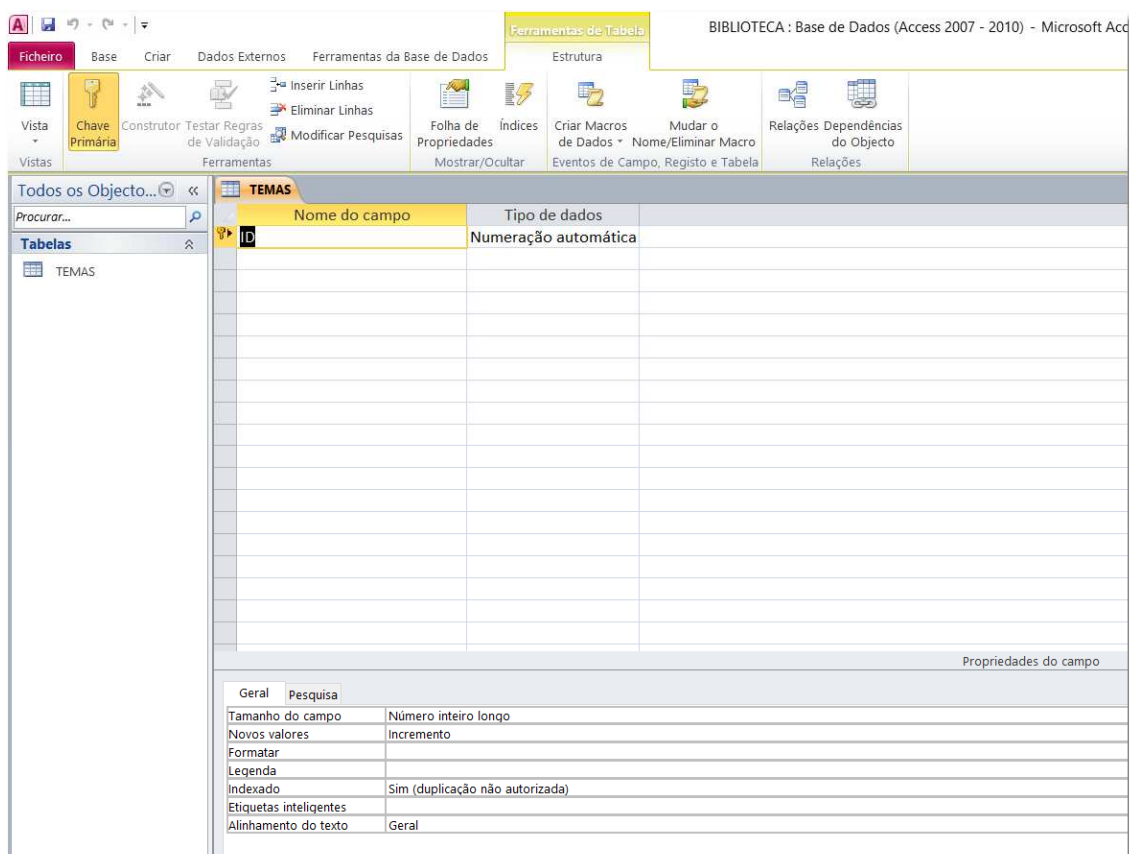 BIBLIOTECA : Base de Dados (Access 2007 - 2010) - Microsoft Acc
Ferramentas de Tabela
Ficheiro Base Criar Dados Externos Ferramentas da Base de Dados Estrutura
Vista
Chave Primária
Construtor
Testar Regras de Validação
Inserir Linhas
Eliminar Linhas
Modificar Pesquisas
Folha de Propriedades
Índices
Criar Macros de Dados
Mudar o Nome/Eliminar Macro
Relações
Dependências do Objecto
Vistas Ferramentas Mostrar/Ocultar Eventos de Campo, Registo e Tabela Relações
Todos os Objecto...
Procurar...
Tabelas
TEMAS
TEMAS
Nome do campo Tipo de dados
ID Numeração automática
Propriedades do campo
Geral Pesquisa
Tamanho do campo Número inteiro longo
Novos valores Incremento
Formatar
Legenda
Indexado Sim (duplicação não autorizada)
Etiquetas inteligentes
Alinhamento do texto Geral